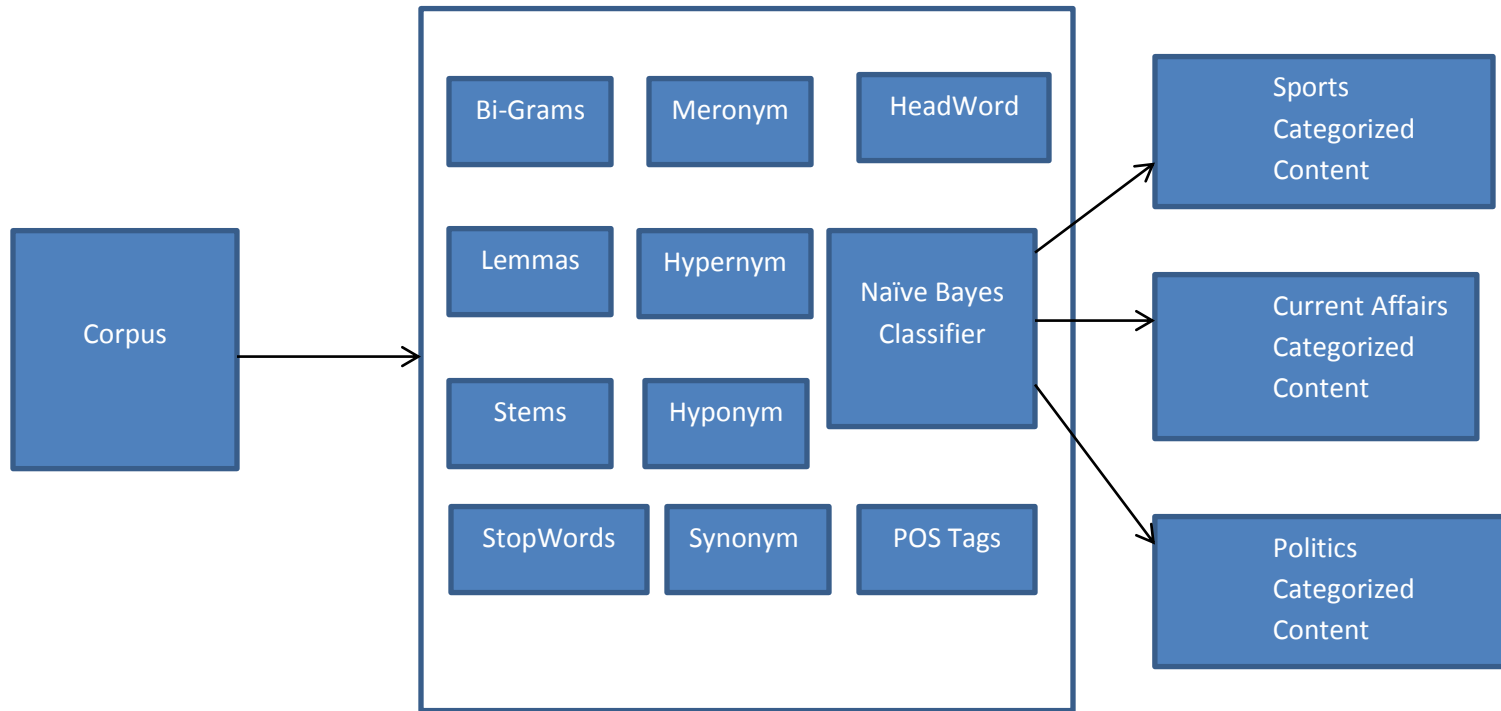 Corpus
Bi-Grams
Meronym
HeadWord
Lemmas
Hypernym
Naïve Bayes
Classifier
Stems
Hyponym
StopWords
Synonym
POS Tags
Sports
Categorized
Content
Current Affairs
Categorized
Content
Politics
Categorized
Content